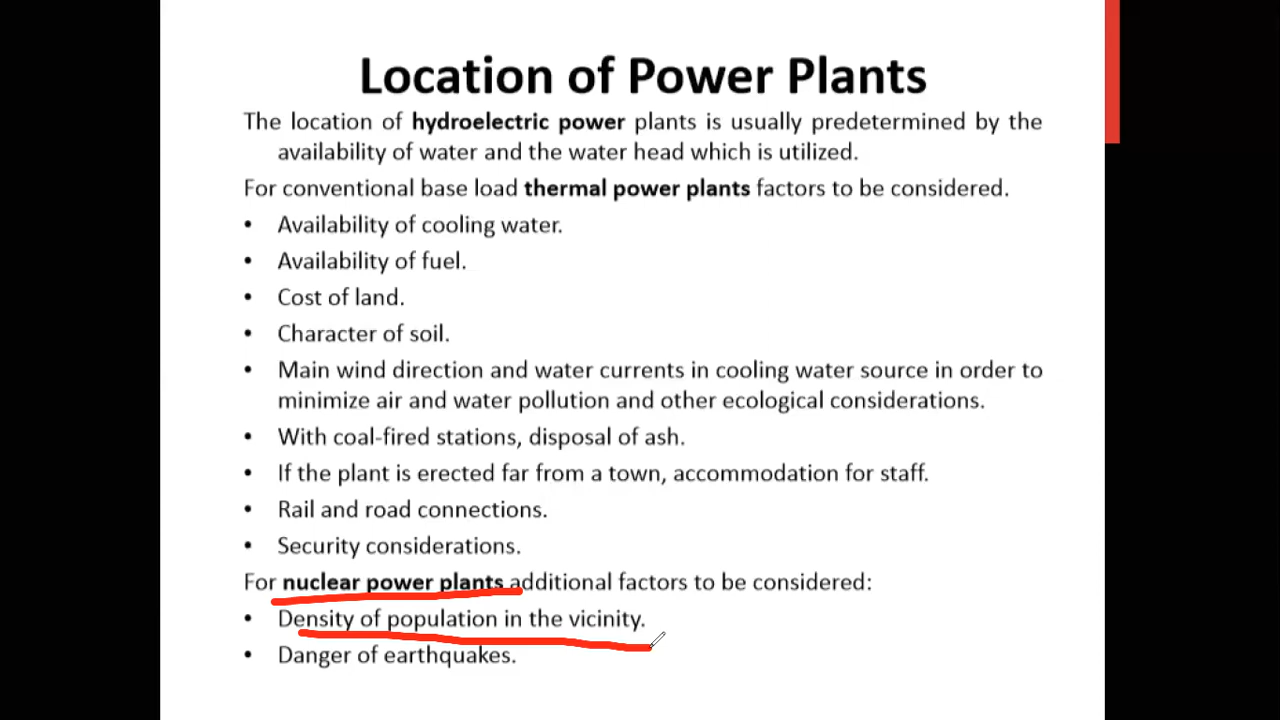 Location of Power Plants
The location of hydroelectric power plants is usually predetermined by the
availability of water and the water head which is utilized.
For conventional base load thermal power plants factors to be considered.
• Availability of cooling water.
• Availability of fuel.
• Cost of land.
• Character of soil.
• Main wind direction and water currents in cooling water source in order to
minimize air and water pollution and other ecological considerations.
• With coal-fired stations, disposal of ash.
• If the plant is erected far from a town, accommodation for staff.
• Rail and road connections.
• Security considerations.
For nuclear power plants additional factors to be considered:
• Density of population in the vicinity.
• Danger of earthquakes.